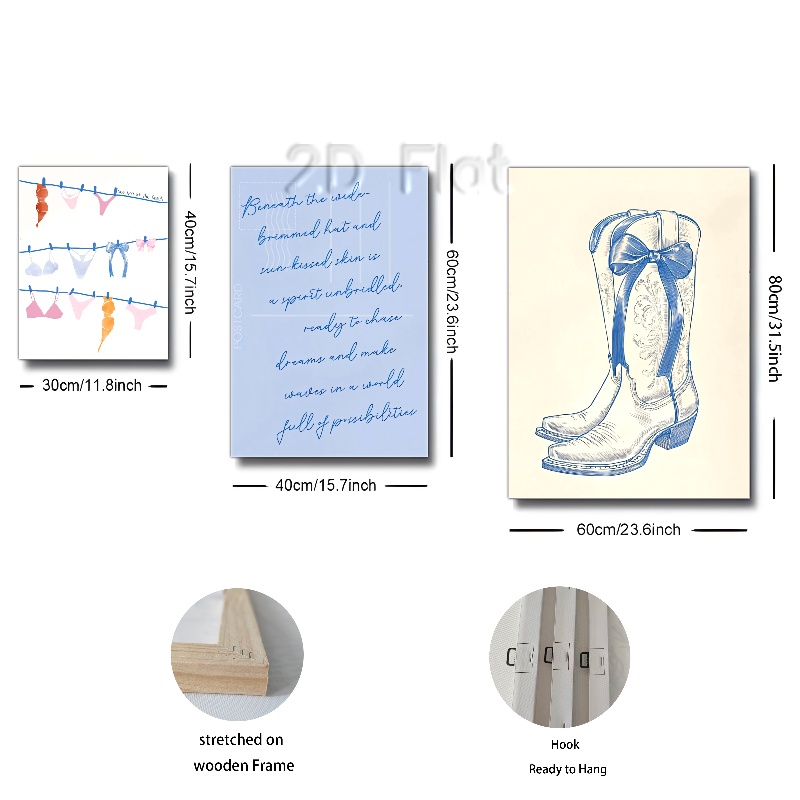 2D Flat
40cm/15.7inch
30cm/11.8inch
POSTCARD
Beneath the wide-
brimmed hat and
sun-kissed skin is
a spirit unbridled,
ready to chase
dreams and make
waves in a world
full of possibilities
60cm/23.6inch
40cm/15.7inch
80cm/31.5inch
60cm/23.6inch
stretched on
wooden Frame
Hook
Ready to Hang